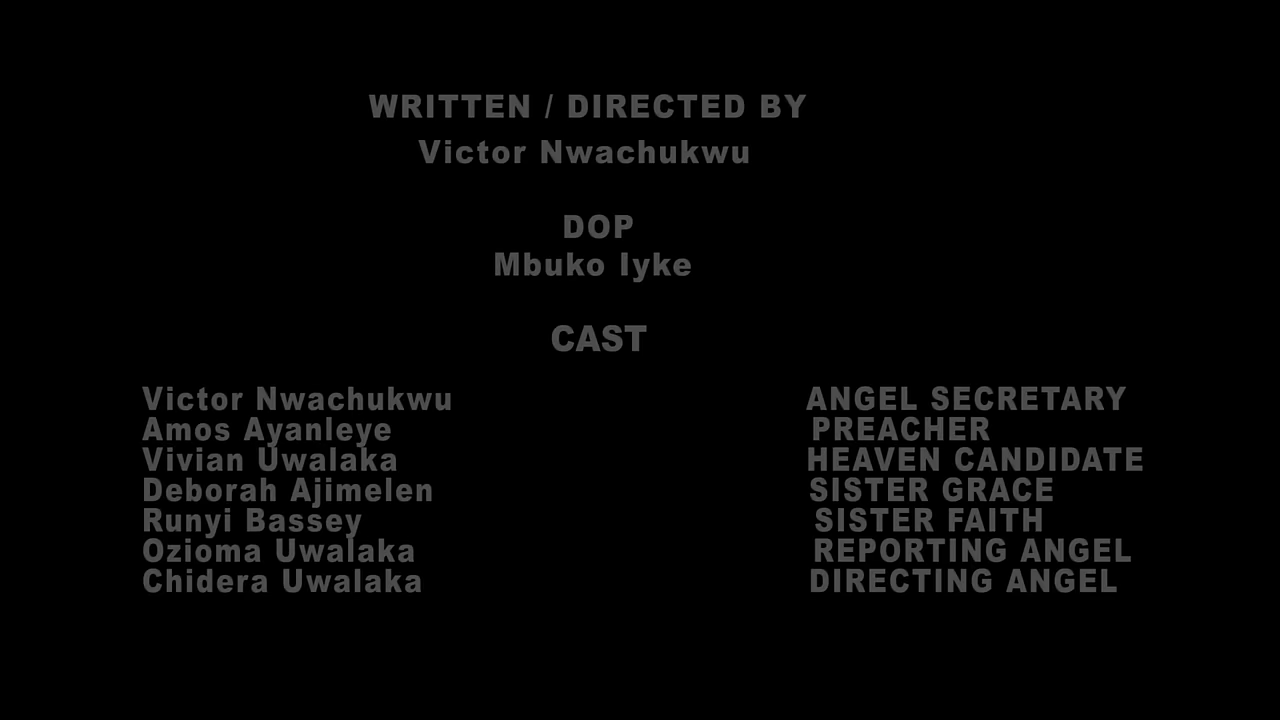 WRITTEN / DIRECTED BY
Victor Nwachukwu
DOP
Mbuko Iyke
CAST
Victor Nwachukwu ANGEL SECRETARY
Amos Ayanleye PREACHER
Vivian Uwalaka HEAVEN CANDIDATE
Deborah Ajimelen SISTER GRACE
Runyi Bassey SISTER FAITH
Ozioma Uwalaka REPORTING ANGEL
Chidera Uwalaka DIRECTING ANGEL